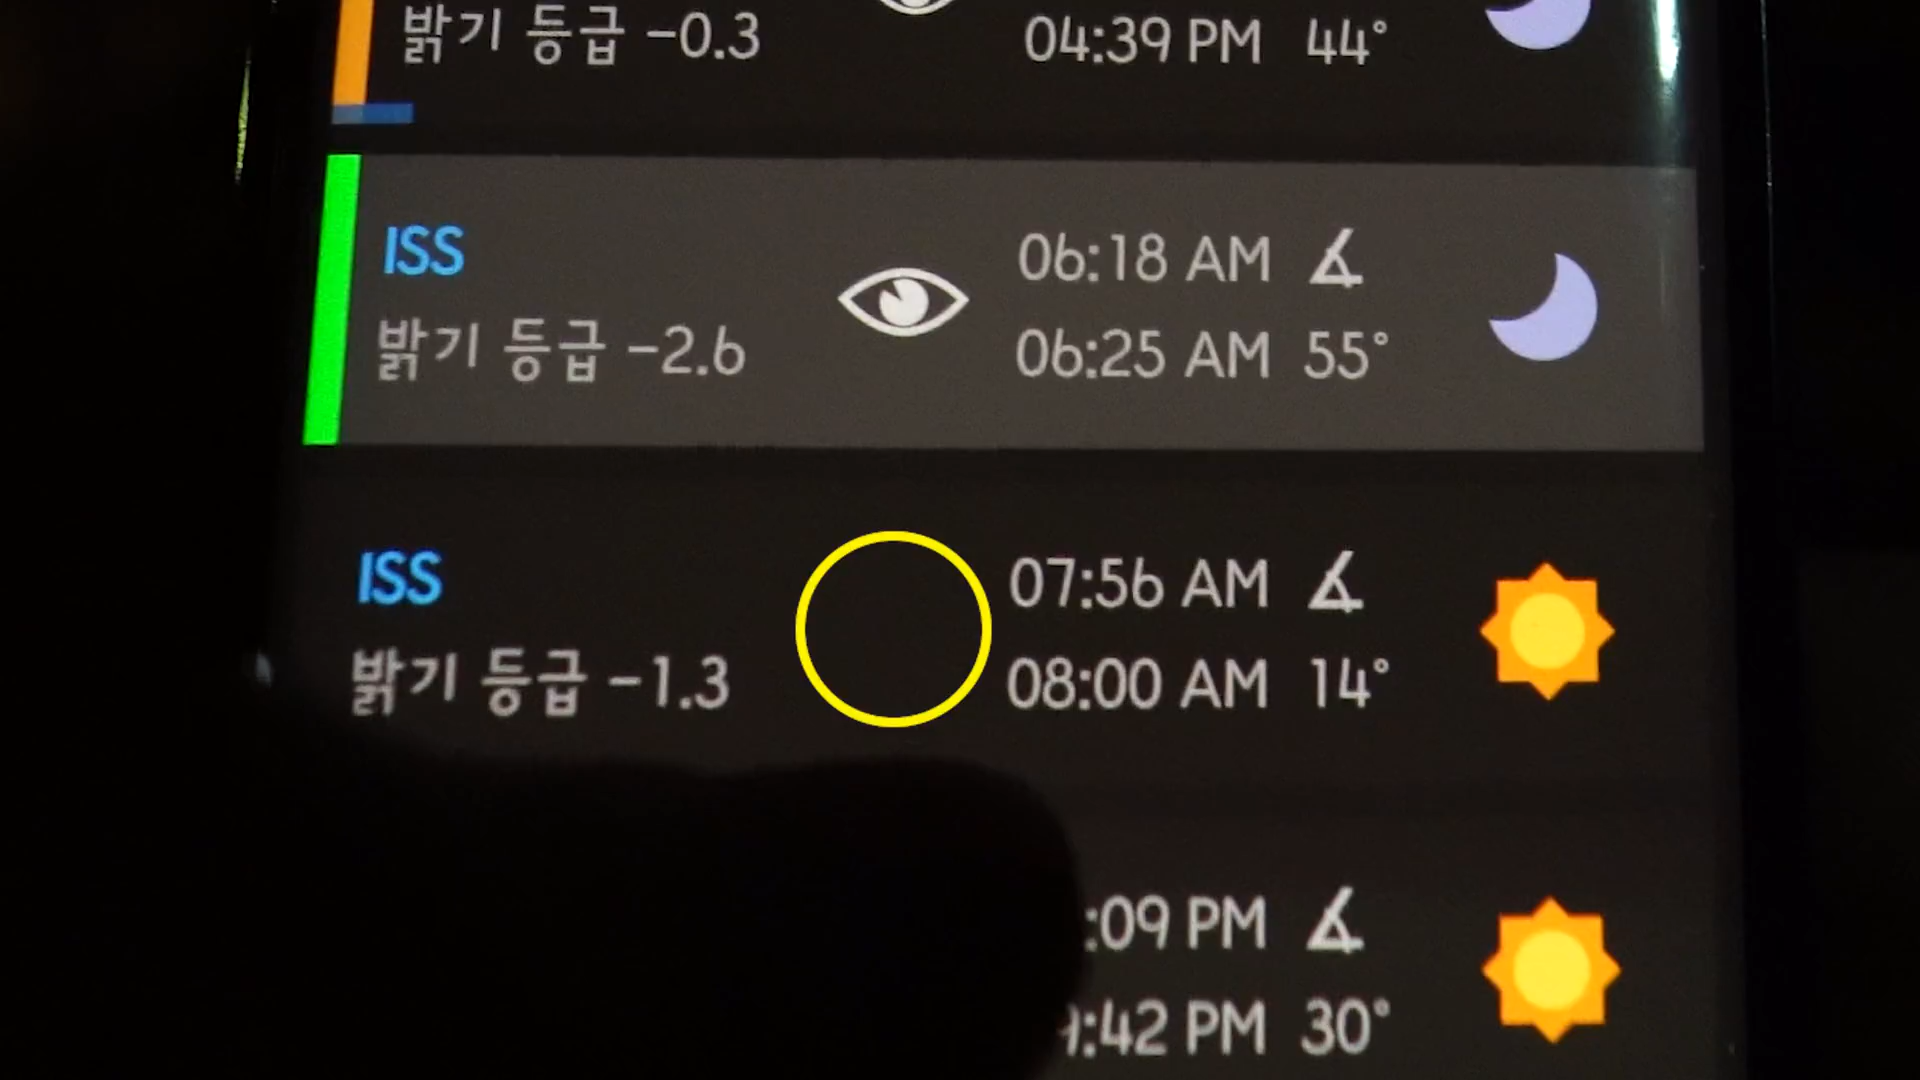 밝기 등급 -0.3
04:39 PM 44°
ISS
06:18 AM
밝기 등급 -2.6
06:25 AM 55°
ISS
07:56 AM
밝기 등급 -1.3
08:00 AM 14°
:09 PM
:42 PM 30°